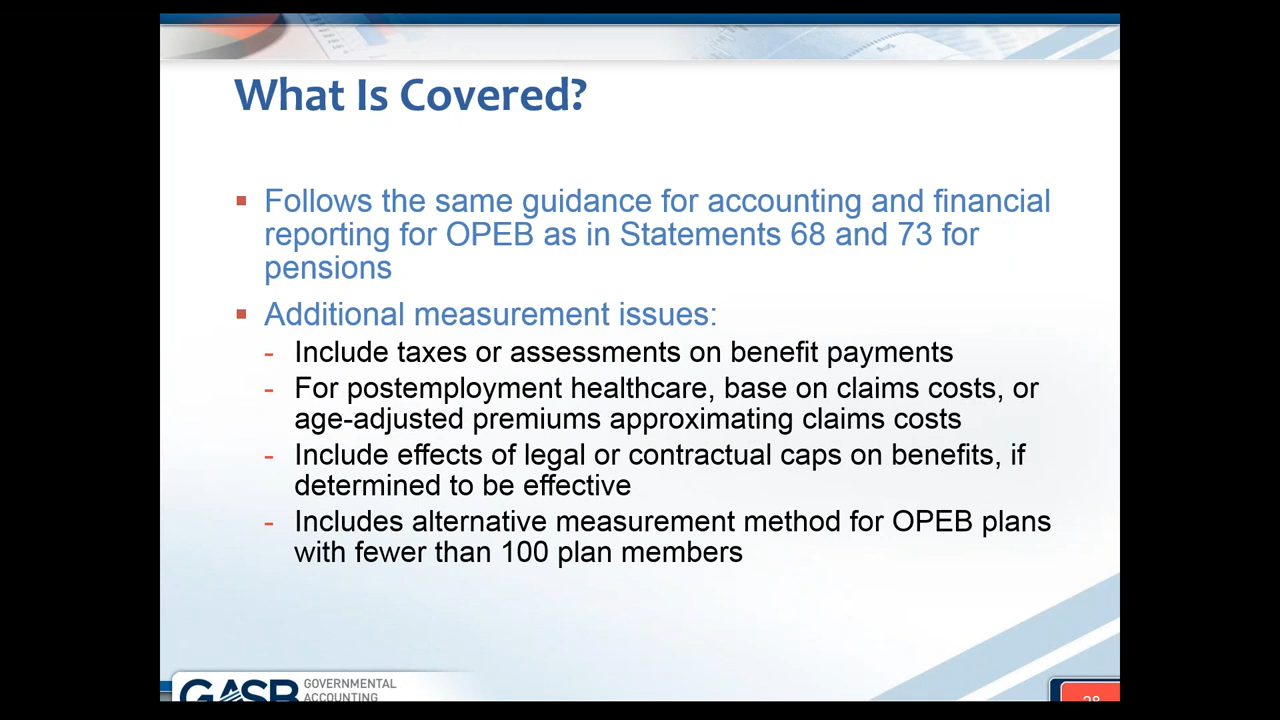 What Is Covered?
▪ Follows the same guidance for accounting and financial
reporting for OPEB as in Statements 68 and 73 for
pensions
▪ Additional measurement issues:
- Include taxes or assessments on benefit payments
- For postemployment healthcare, base on claims costs, or
age-adjusted premiums approximating claims costs
- Include effects of legal or contractual caps on benefits, if
determined to be effective
- Includes alternative measurement method for OPEB plans
with fewer than 100 plan members
GASB GOVERNMENTAL
ACCOUNTING